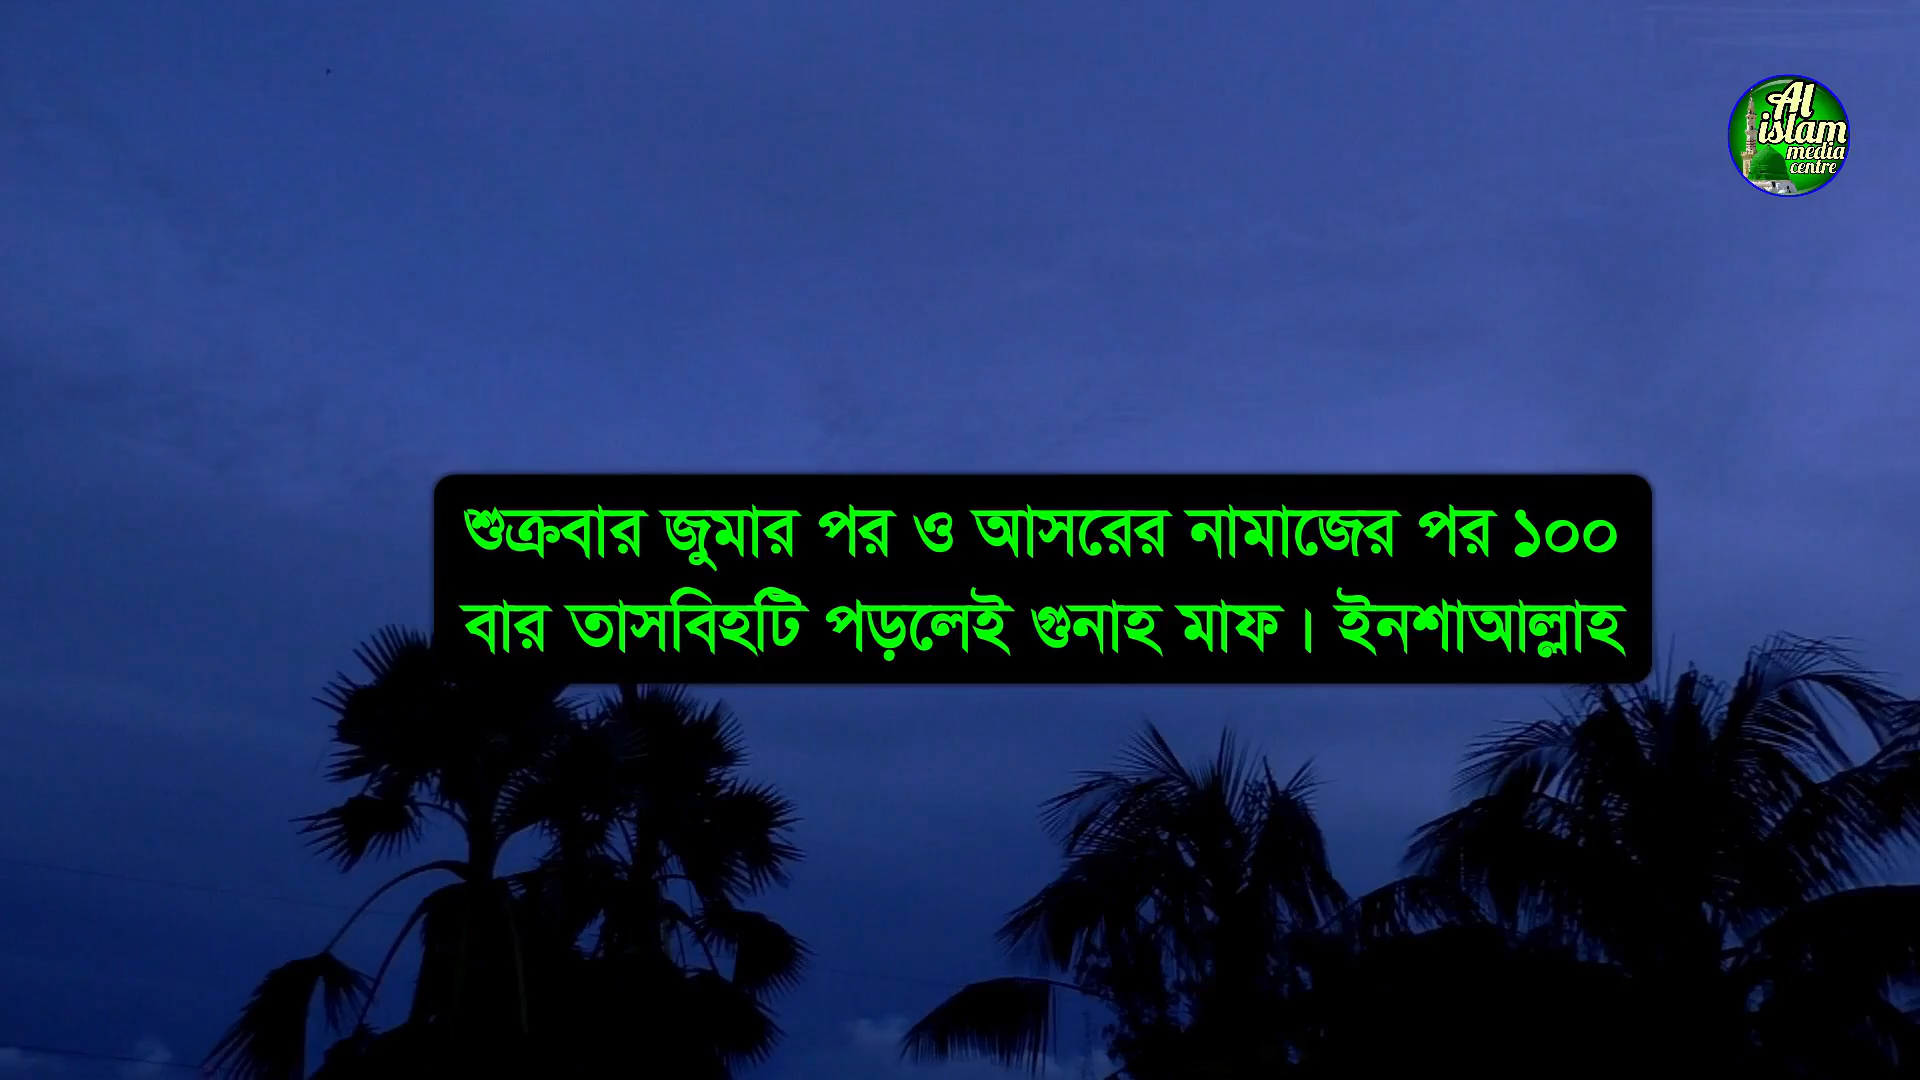 Al
islam
media
centre
শুক্রবার জুমার পর ও আসরের নামাজের পর ১০০
বার তাসবিহটি পড়লেই গুনাহ মাফ। ইনশাআল্লাহ